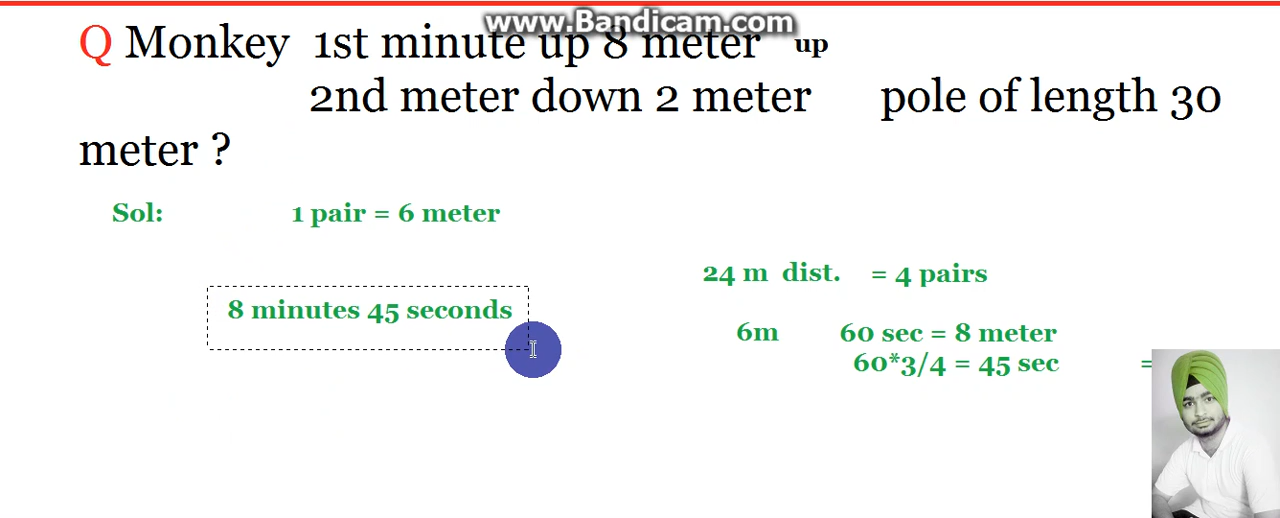 www.Bandicam.com
Q Monkey 1st minute up 8 meter up
2nd meter down 2 meter pole of length 30
meter ?
Sol: 1 pair = 6 meter
24 m dist. = 4 pairs
8 minutes 45 seconds
6m 60 sec = 8 meter
60*3/4 = 45 sec =